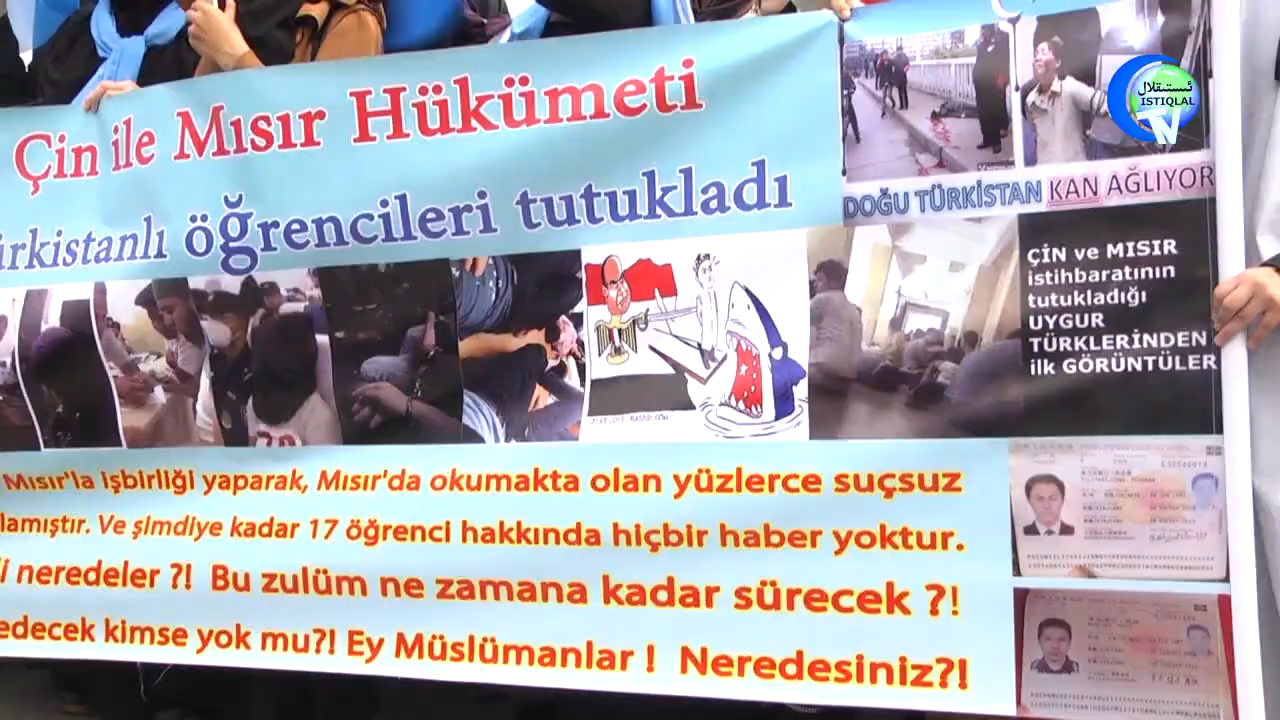 ئىستىقلال
ISTIQLAL
TV
Çin ile Mısır Hükümeti
öğrencileri tutukladı
DOĞU TÜRKİSTAN KAN AĞLIYOR
ÇİN ve MISIR
istihbaratının
tutukladığı
UYGUR
TÜRKLERİNDEN
ilk GÖRÜNTÜLER
Mısır'la işbirliği yaparak, Mısır'da okumakta olan yüzlerce suçsuz
lamıştır. Ve şimdiye kadar 17 öğrenci hakkında hiçbir haber yoktur.
i neredeler ?! Bu zulüm ne zamana kadar sürecek ?!
edecek kimse yok mu?! Ey Müslümanlar ! Neredesiniz?!